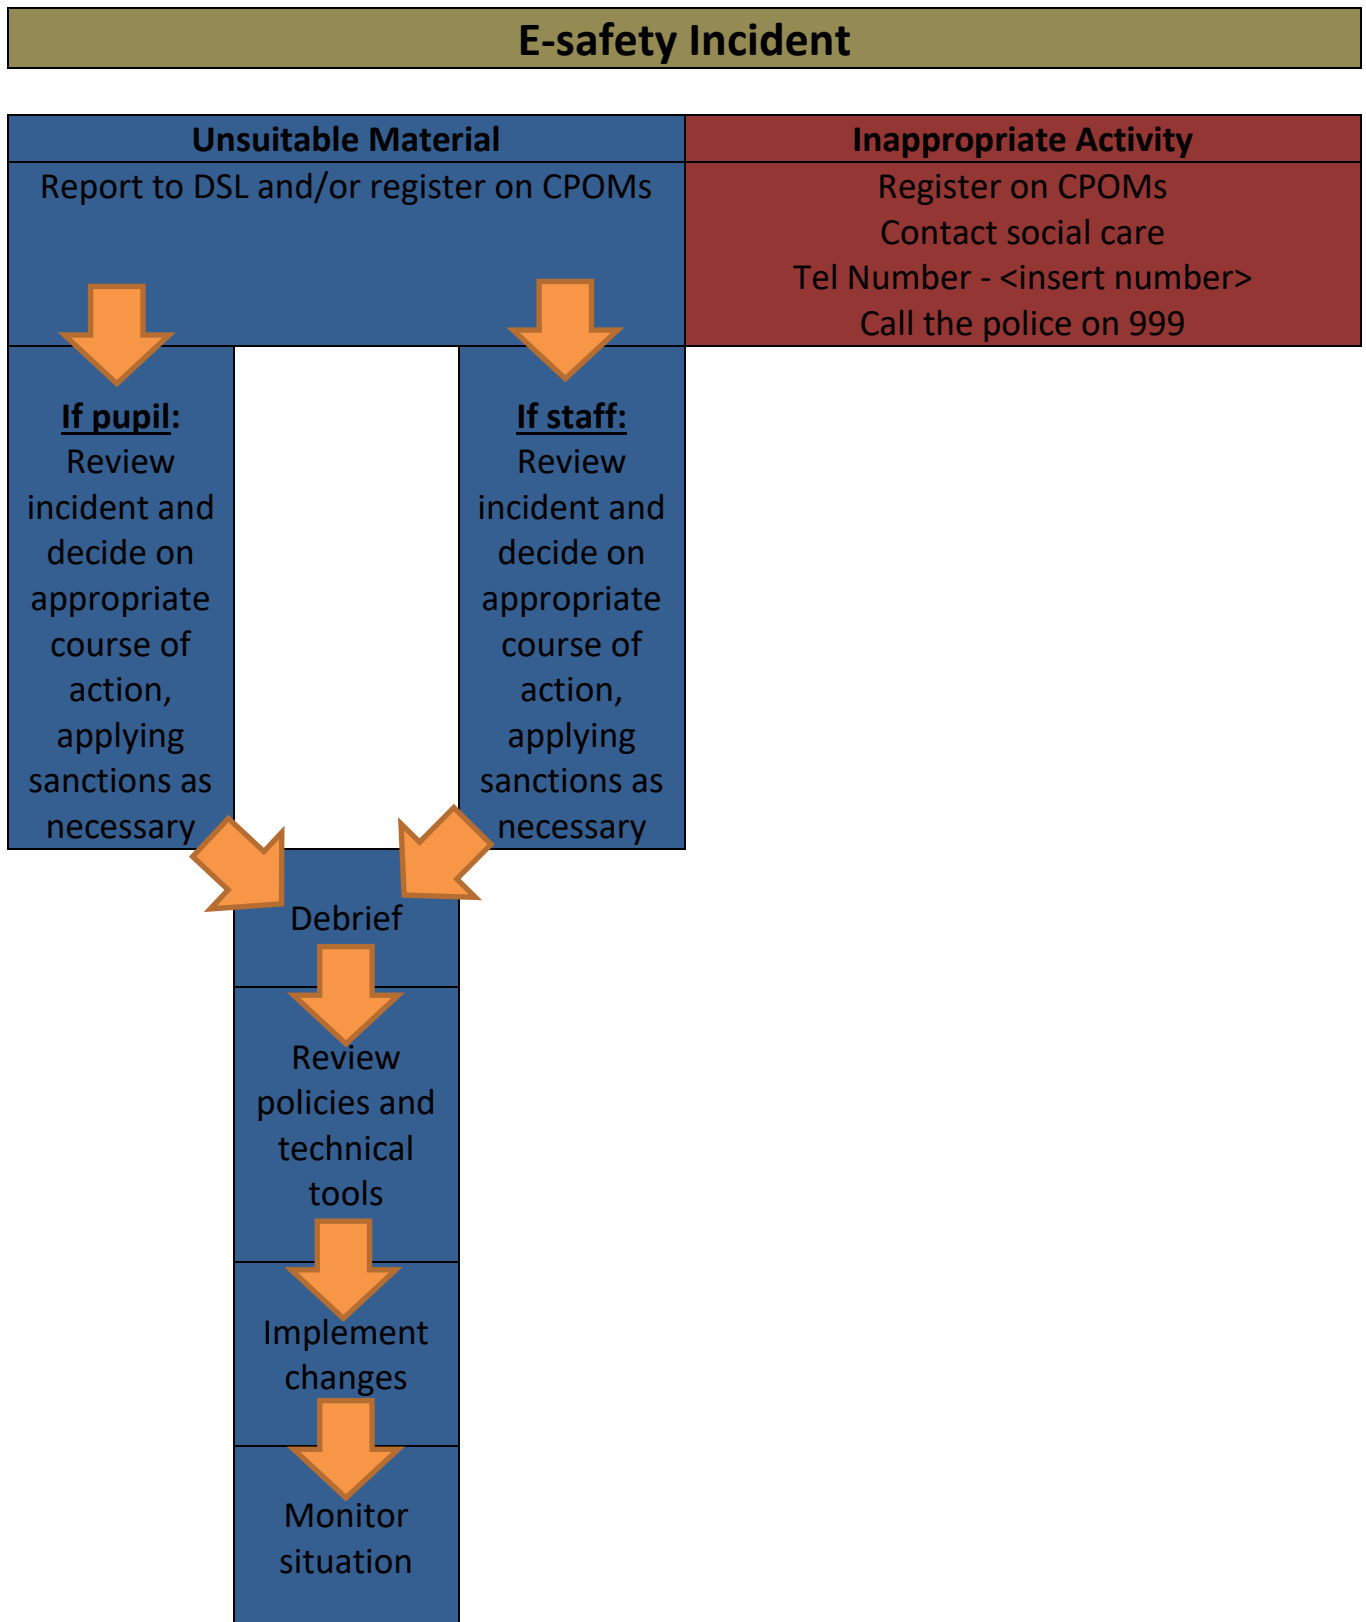 E-safety Incident
Unsuitable Material
Report to DSL and/or register on CPOMs
Inappropriate Activity
Register on CPOMs
Contact social care
Tel Number - <insert number>
Call the police on 999
If pupil:
Review
incident and
decide on
appropriate
course of
action,
applying
sanctions as
necessary
If staff:
Review
incident and
decide on
appropriate
course of
action,
applying
sanctions as
necessary
Debrief
Review
policies and
technical
tools
Implement
changes
Monitor
situation